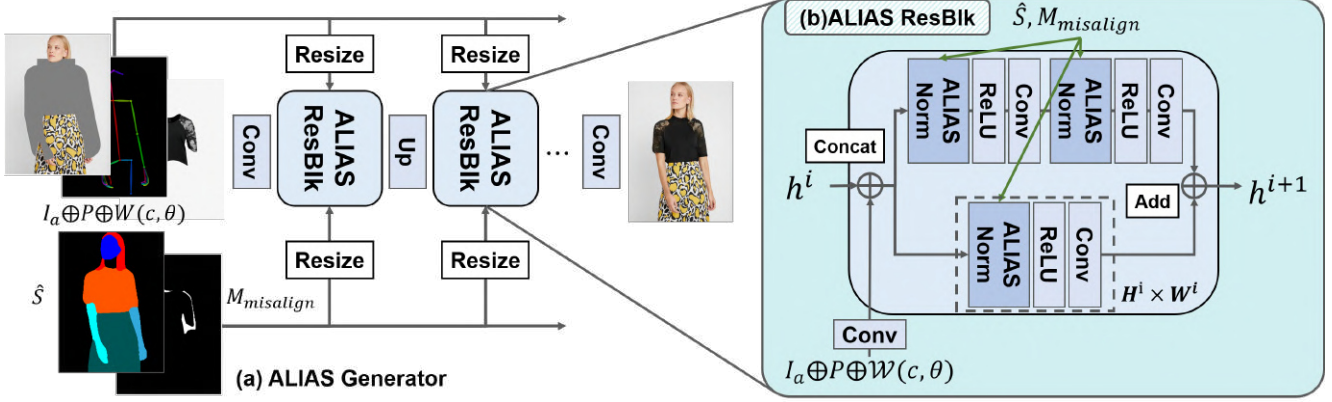 Resize
Resize
Conv
ALIAS
ResBlk
Up
ALIAS
ResBlk
...
Conv
I_a⊕P⊕W(c, θ)
Resize
Resize
Ŝ
M_misalign
(a) ALIAS Generator
(b)ALIAS ResBlk
Ŝ, M_misalign
ALIAS
Norm
ReLU
Conv
ALIAS
Norm
ReLU
Conv
Concat
h^i
Add
h^{i+1}
ALIAS
Norm
ReLU
Conv
H^i × W^i
Conv
I_a⊕P⊕𝒲(c, θ)